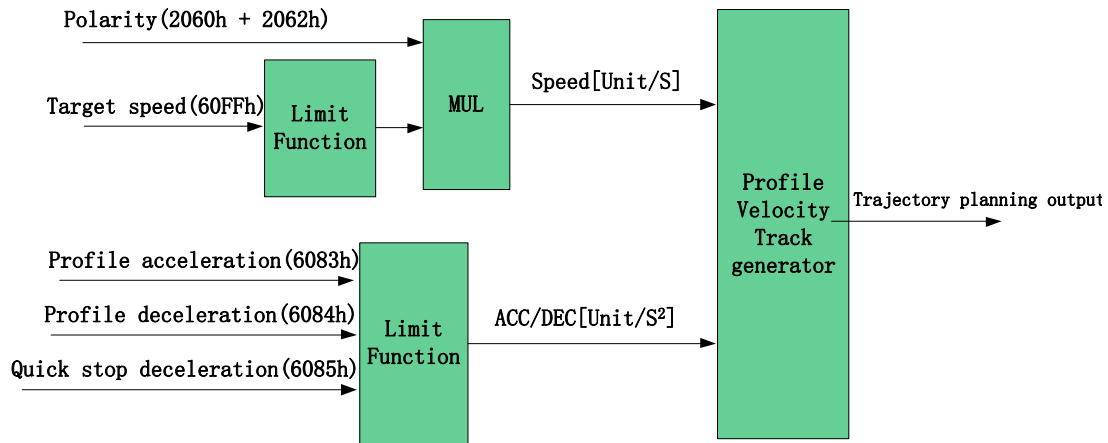 Polarity(2060h + 2062h)
Target speed(60FFh)
Limit
Function
MUL
Speed[Unit/S]
Profile
Velocity
Track
generator
Trajectory planning output
Profile acceleration(6083h)
Profile deceleration(6084h)
Quick stop deceleration(6085h)
Limit
Function
ACC/DEC[Unit/S²]